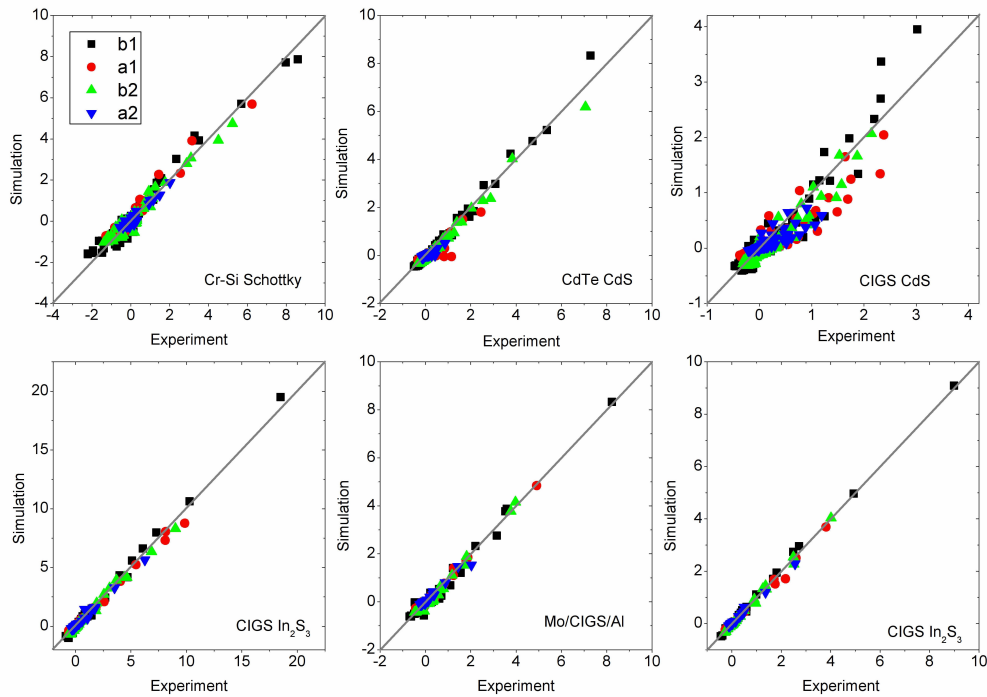 10
8
6
4
2
0
-2
-4
Simulation
b1
a1
b2
a2
Cr-Si Schottky
-4 -2 0 2 4 6 8 10
Experiment
10
8
6
4
2
0
-2
Simulation
CdTe CdS
-2 0 2 4 6 8 10
Experiment
4
3
2
1
0
-1
Simulation
CIGS CdS
-1 0 1 2 3 4
Experiment
20
15
10
5
0
Simulation
CIGS In₂S₃
0 5 10 15 20
Experiment
10
8
6
4
2
0
-2
Simulation
Mo/CIGS/Al
-2 0 2 4 6 8 10
Experiment
10
8
6
4
2
0
Simulation
CIGS In₂S₃
0 2 4 6 8 10
Experiment